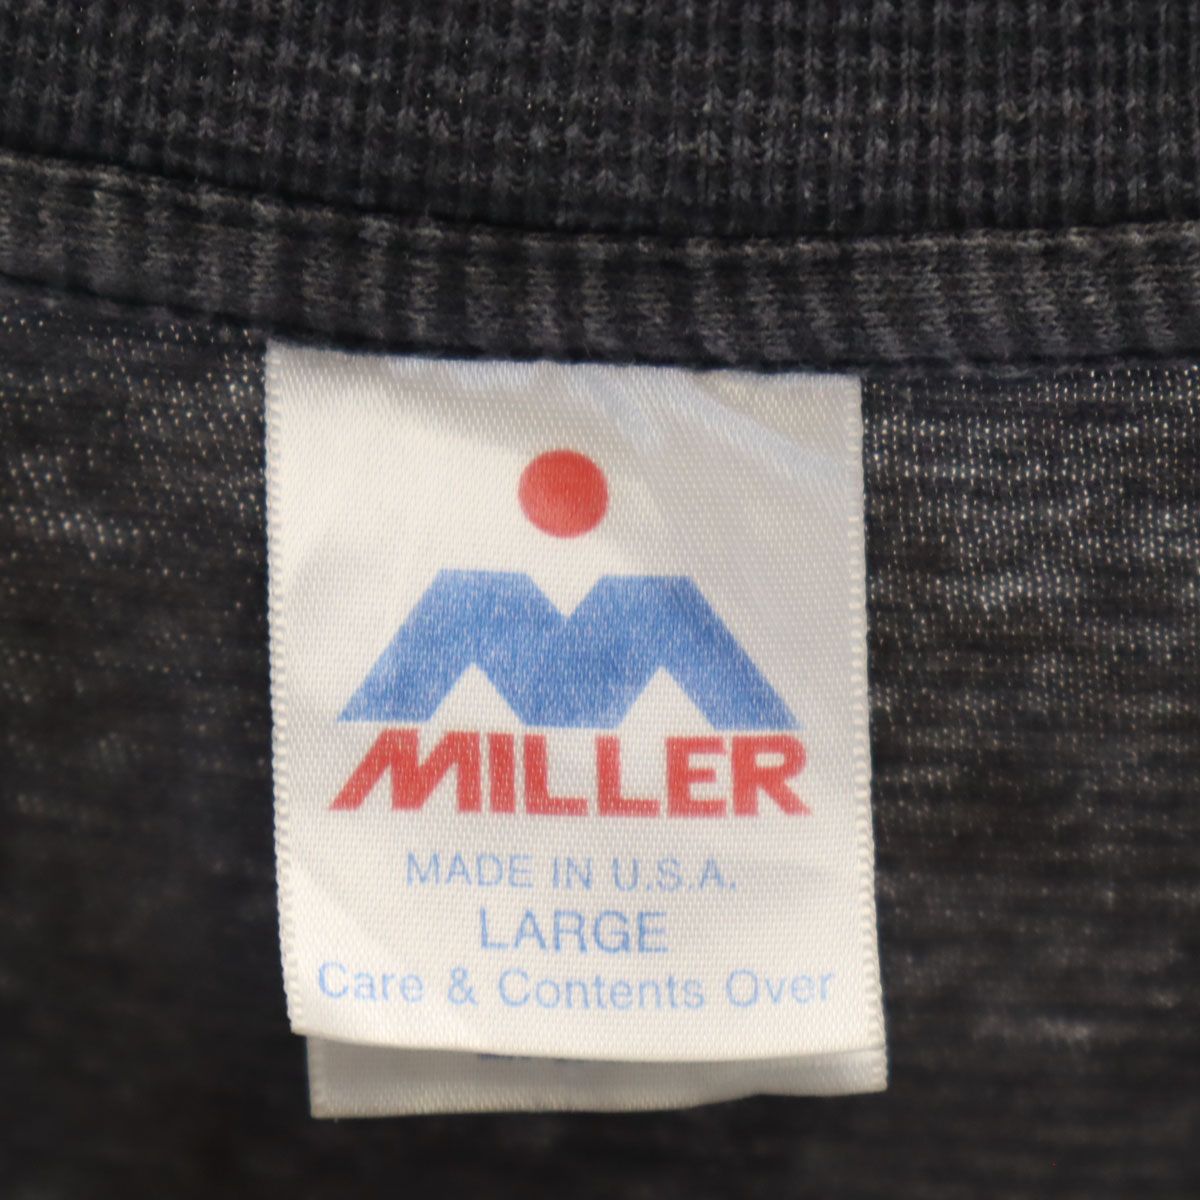 MILLER
MADE IN U.S.A.
LARGE
Care & Contents Over